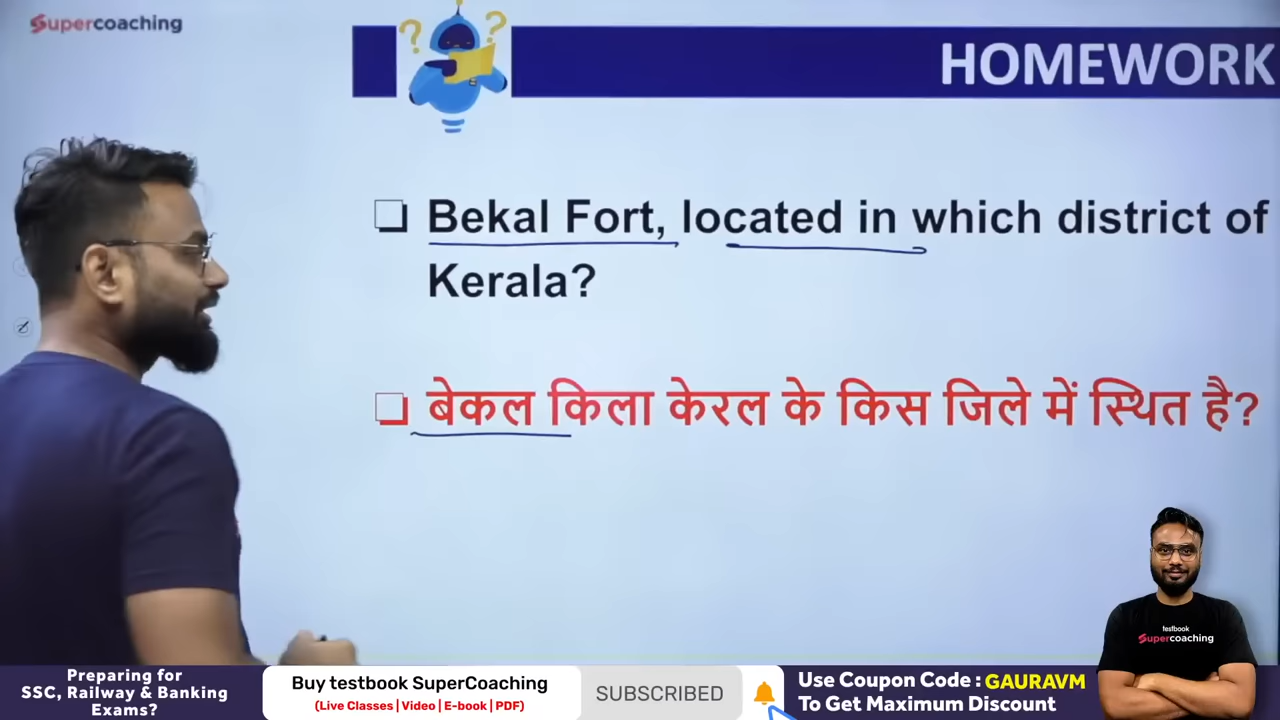 Supercoaching
HOMEWORK
Bekal Fort, located in which district of
Kerala?
बेकल किला केरल के किस जिले में स्थित है?
testbook
Supercoaching
Preparing for
SSC, Railway & Banking
Exams?
Buy testbook SuperCoaching
(Live Classes | Video | E-book | PDF)
SUBSCRIBED
Use Coupon Code : GAURAVM
To Get Maximum Discount